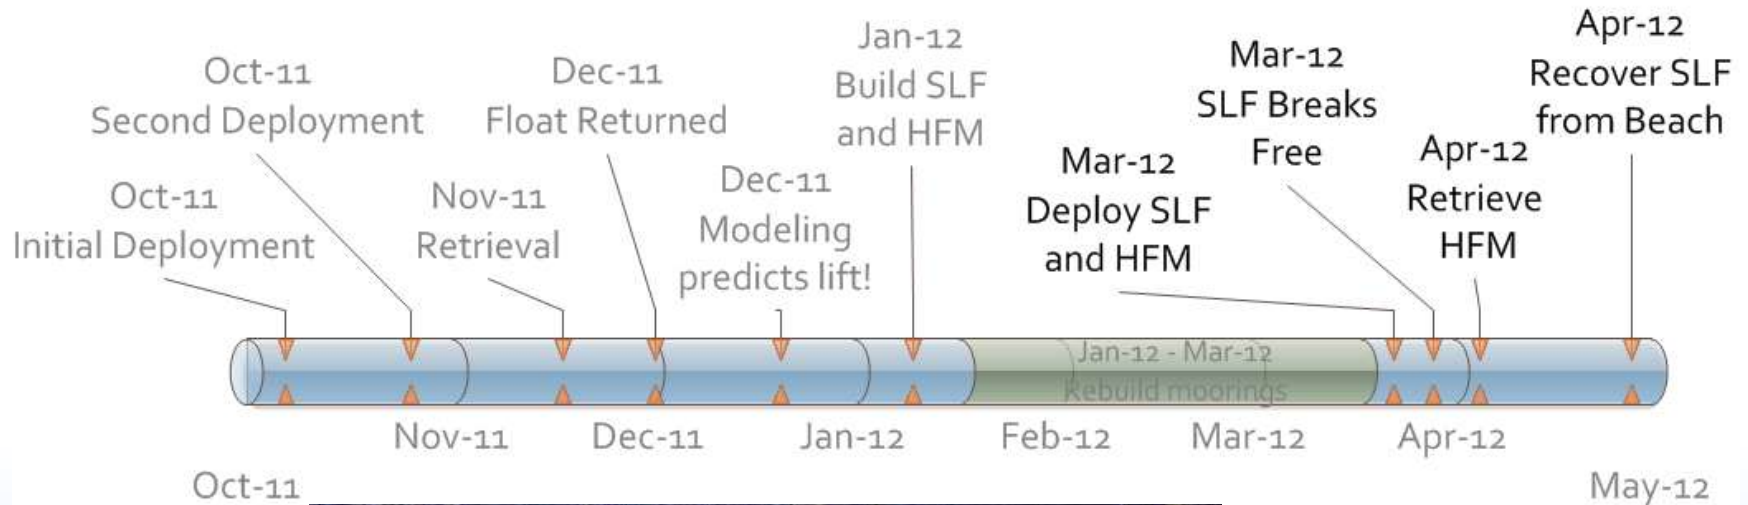 Oct-11
Initial Deployment
Oct-11
Second Deployment
Nov-11
Retrieval
Dec-11
Float Returned
Dec-11
Modeling
predicts lift!
Jan-12
Build SLF
and HFM
Mar-12
Deploy SLF
and HFM
Mar-12
SLF Breaks
Free
Apr-12
Retrieve
HFM
Apr-12
Recover SLF
from Beach
Jan-12 - Mar-12
Rebuild moorings
Nov-11
Dec-11
Jan-12
Feb-12
Mar-12
Apr-12
Oct-11
May-12